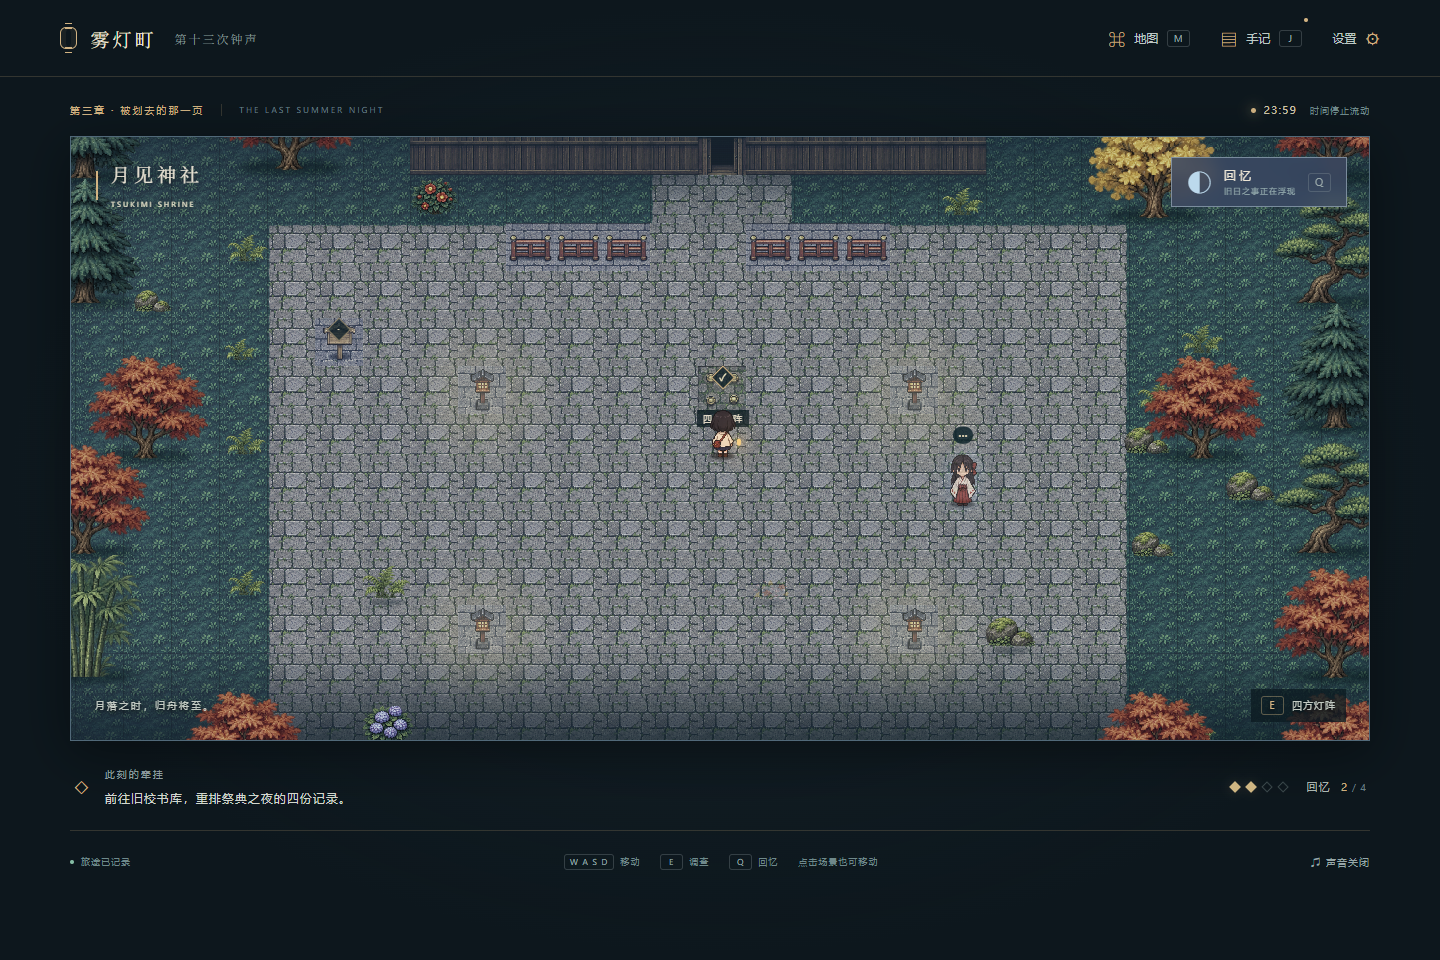 雾灯町
第十三次钟声
地图 M
手记 J
设置
第三章 · 被划去的那一页
THE LAST SUMMER NIGHT
23:59 时间停止流动
月见神社
TSUKIMI SHRINE
回忆
旧日之事正在浮现
Q
四 阵
...
月落之时，归舟将至。
E 四方灯阵
此刻的牵挂
前往旧校书库，重排祭典之夜的四份记录。
回忆 2 / 4
旅途已记录
WASD 移动
E 调查
Q 回忆
点击场景也可移动
声音关闭